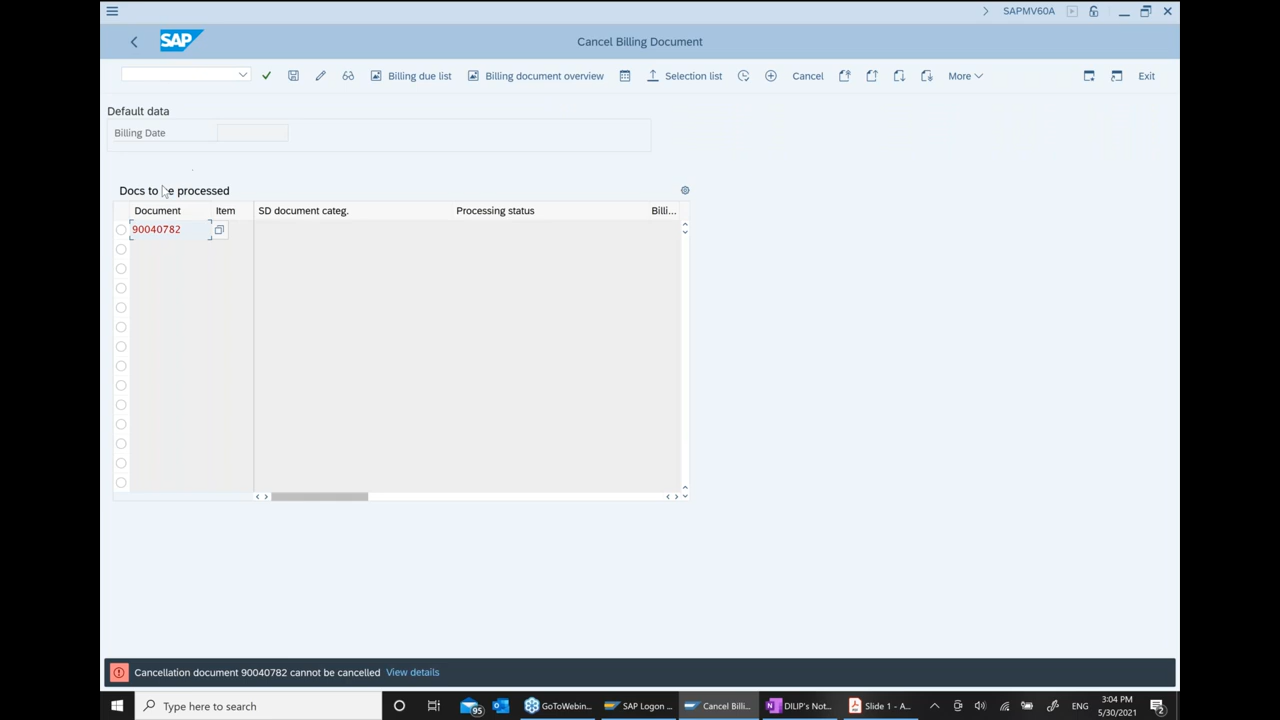 SAPMV60A
SAP
Cancel Billing Document
Billing due list
Billing document overview
Selection list
Cancel
More
Exit
Default data
Billing Date
Docs to be processed
Document Item SD document categ. Processing status Billi...
90040782
Cancellation document 90040782 cannot be cancelled View details
Type here to search
95
GoToWebin...
SAP Logon ...
Cancel Billi...
DILIP's Not...
Slide 1 - A...
ENG
3:04 PM
5/30/2021
2